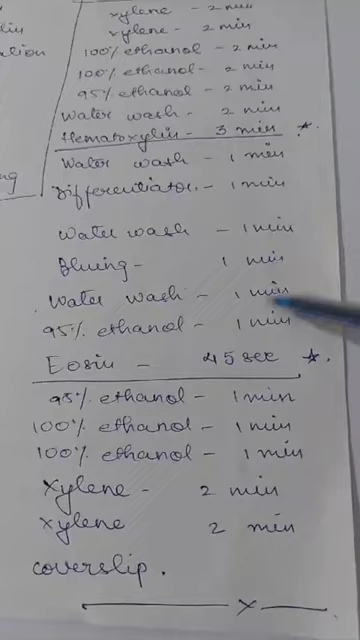 xylene - 2 min
xylene - 2 min
100% ethanol - 2 min
100% ethanol - 2 min
95% ethanol - 2 min
Water wash - 2 min
Hematoxylin - 3 min *
Water wash - 1 min
Differentiator - 1 min
Water wash - 1 min
Bluing - 1 min
Water wash - 1 min
95% ethanol - 1 min
Eosin - 45 sec *.
95% ethanol - 1 min
100% ethanol - 1 min
100% ethanol - 1 min
Xylene - 2 min
Xylene 2 min
coverslip.
x